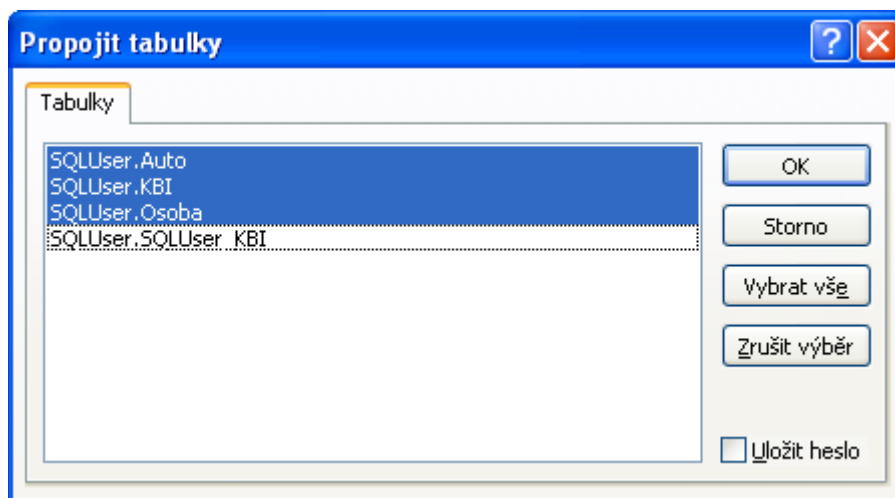 Propojit tabulky
Tabulky
SQLUser.Auto
SQLUser.KBI
SQLUser.Osoba
SQLUser.SQLUser_KBI
OK
Storno
Vybrat vše
Zrušit výběr
Uložit heslo